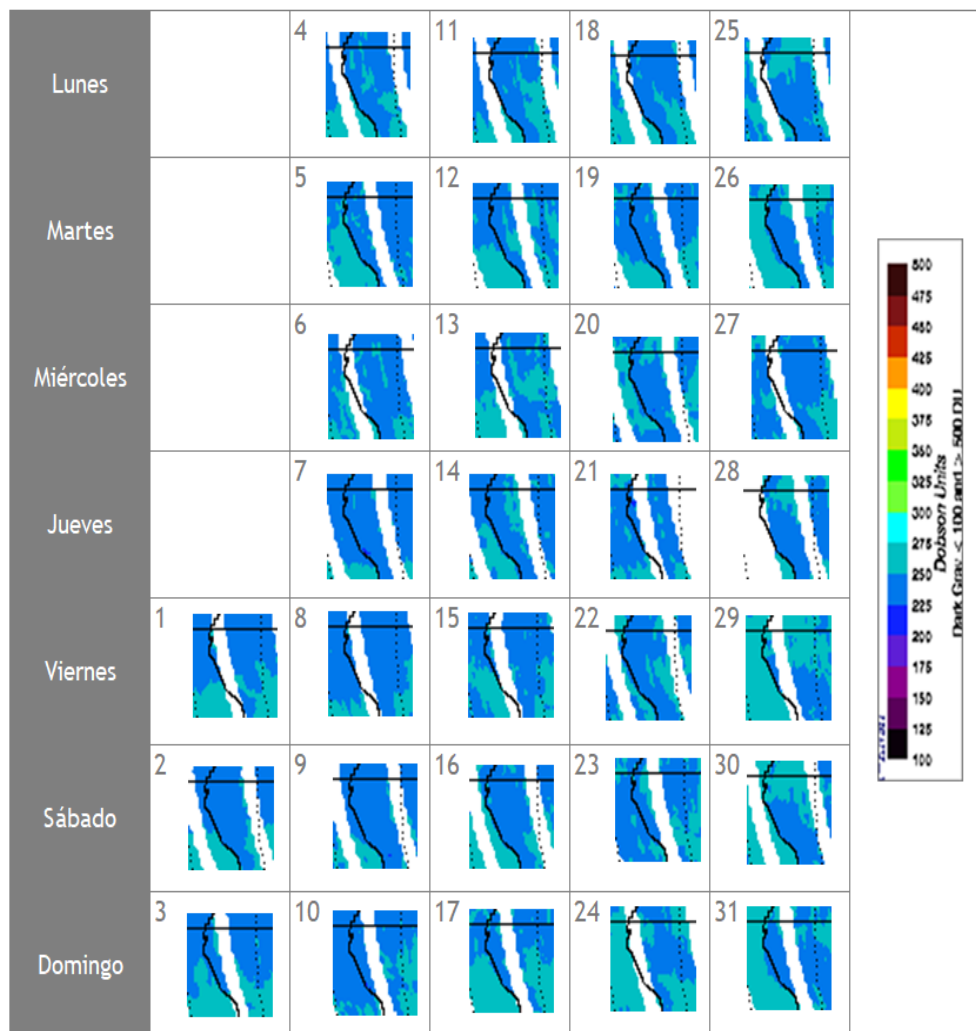 Lunes 4 11 18 25
Martes 5 12 19 26
Miércoles 6 13 20 27
Jueves 7 14 21 28
Viernes 1 8 15 22 29
Sábado 2 9 16 23 30
Domingo 3 10 17 24 31
500
475
450
425
400
375
350
325
300
275
250
225
200
175
150
125
100
Dobson Units
Dark Gray < 100 and > 500 DU